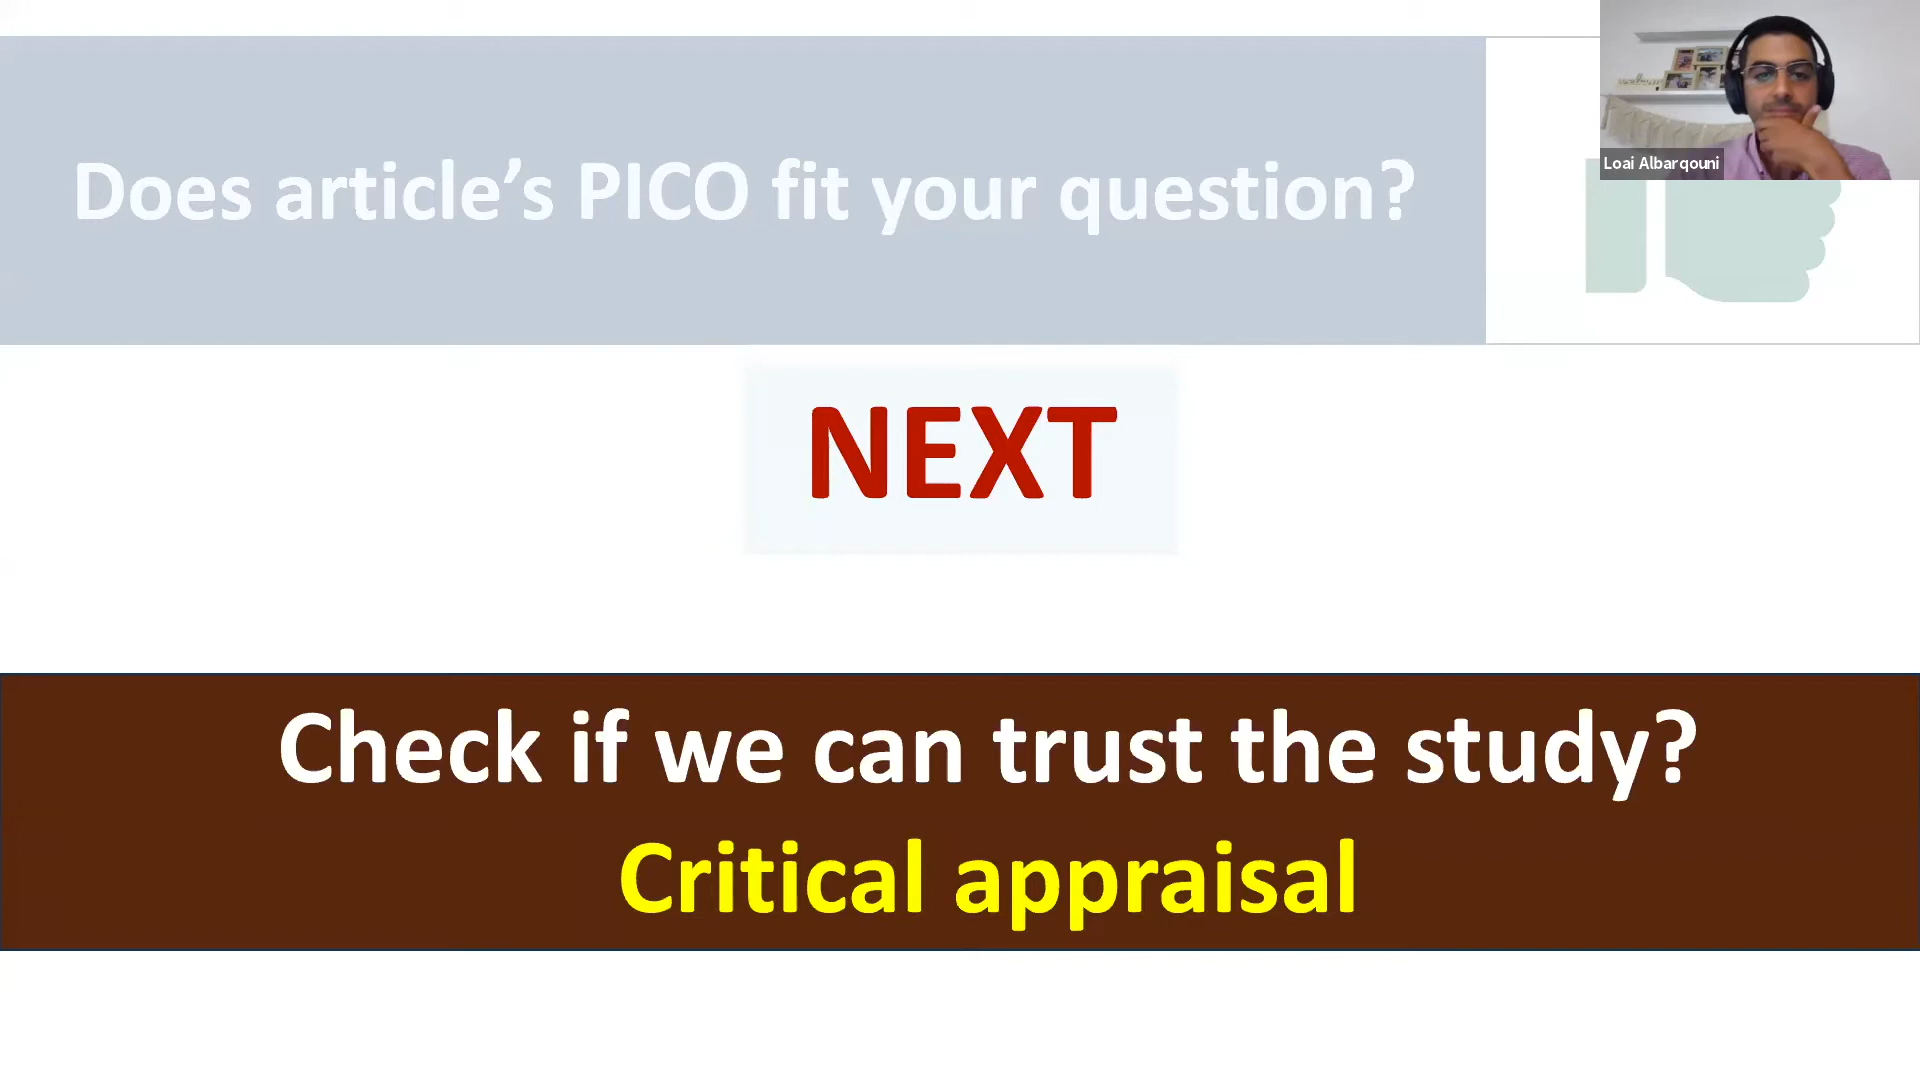 Does article’s PICO fit your question?
Loai Albarqouni
NEXT
Check if we can trust the study?
Critical appraisal